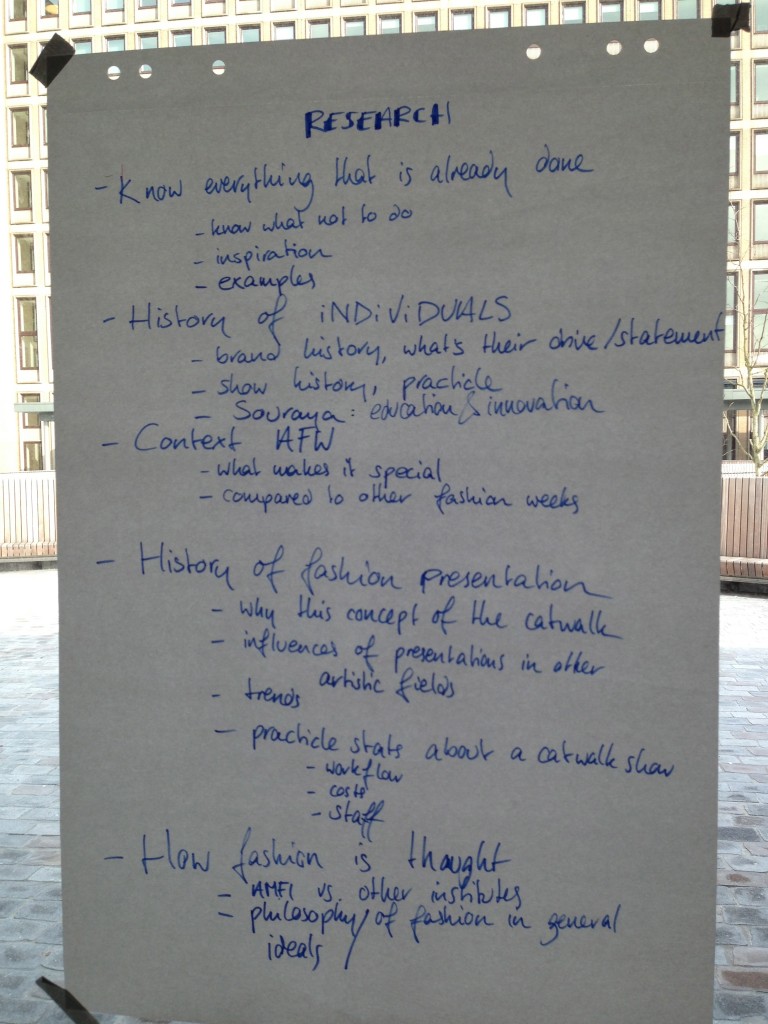 RESEARCH
- Know everything that is already done
- know what not to do
- inspiration
- examples
- History of iNDiViDUALS
- brand history, what's their drive/statement
- show history, practicle
- Souraya: education & innovation
- Context AFW
- what makes it special
- compared to other fashion weeks
- History of fashion presentation
- why this concept of the catwalk
- influences of presentations in other
artistic fields
- trends
- practicle stats about a catwalk show
- workflow
- costs
- staff
- How fashion is thought
- AMFI vs. other institutes
- philosophy/ of fashion in general
ideals